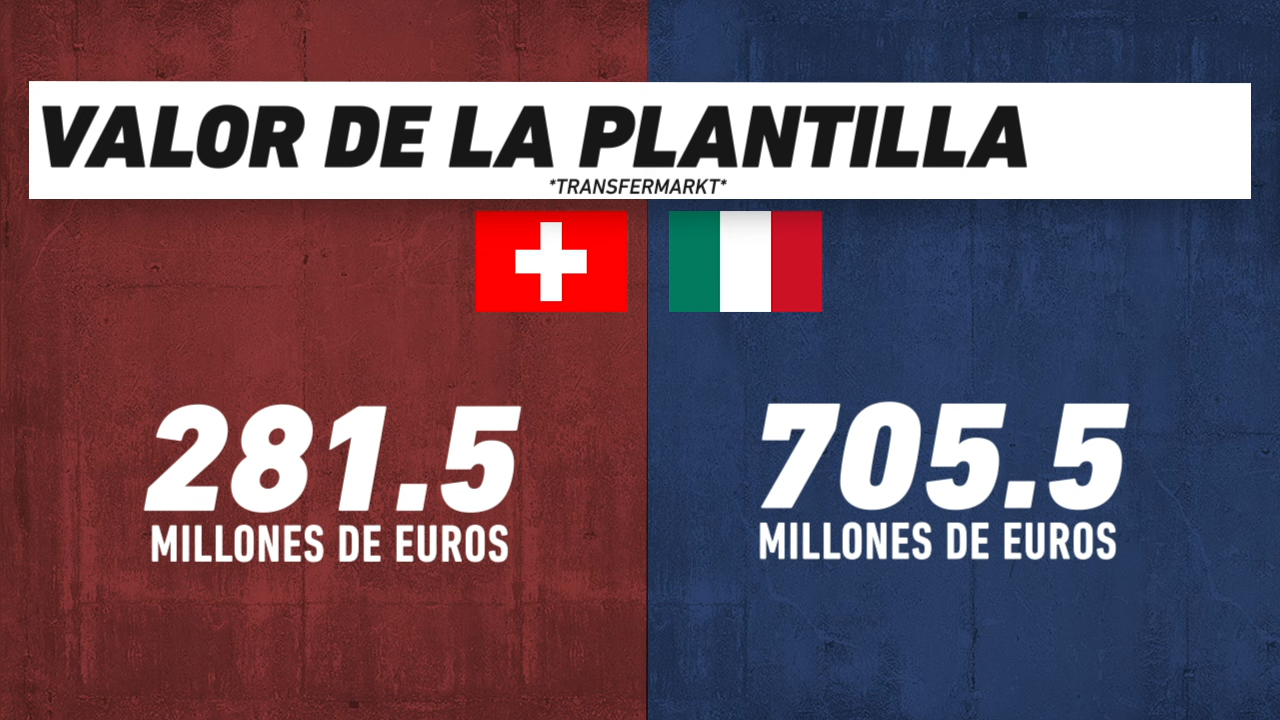 VALOR DE LA PLANTILLA
*TRANSFERMARKT*
281.5
MILLONES DE EUROS
705.5
MILLONES DE EUROS